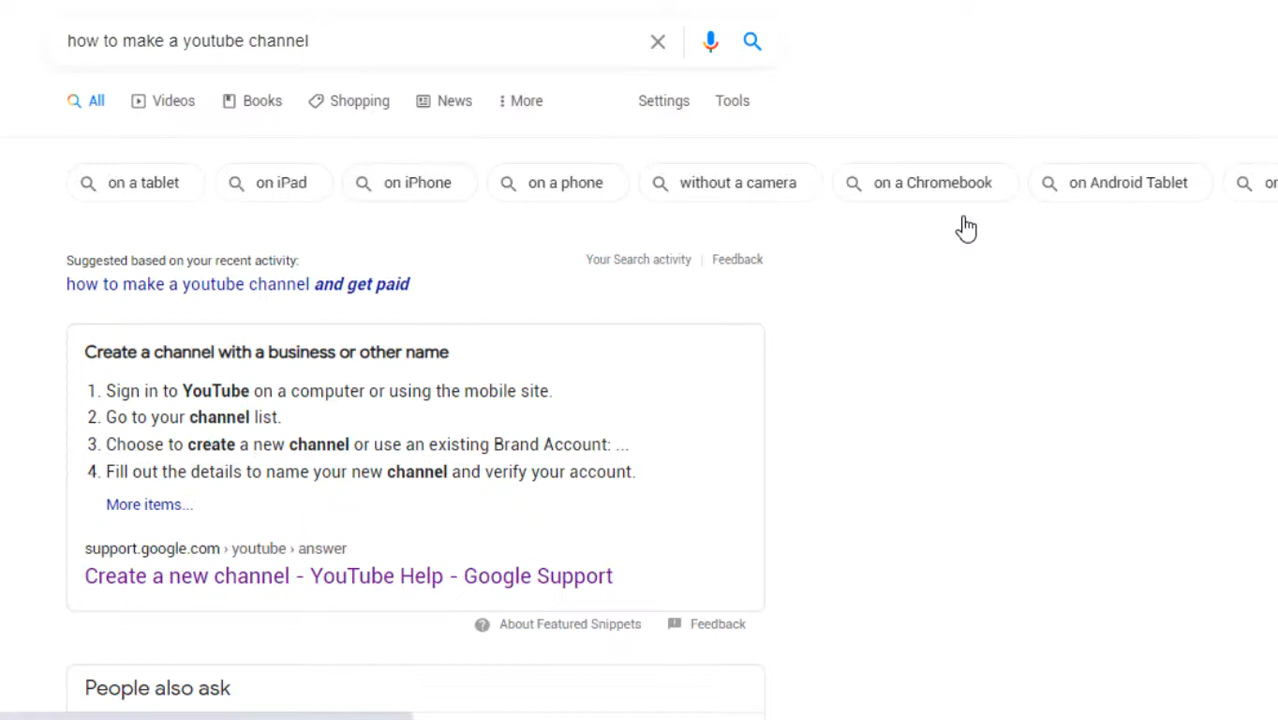 how to make a youtube channel
All Videos Books Shopping News More Settings Tools
on a tablet on iPad on iPhone on a phone without a camera on a Chromebook on Android Tablet
Suggested based on your recent activity: Your Search activity | Feedback
how to make a youtube channel and get paid
Create a channel with a business or other name
1. Sign in to YouTube on a computer or using the mobile site.
2. Go to your channel list.
3. Choose to create a new channel or use an existing Brand Account: ...
4. Fill out the details to name your new channel and verify your account.
More items...
support.google.com › youtube › answer
Create a new channel - YouTube Help - Google Support
About Featured Snippets Feedback
People also ask